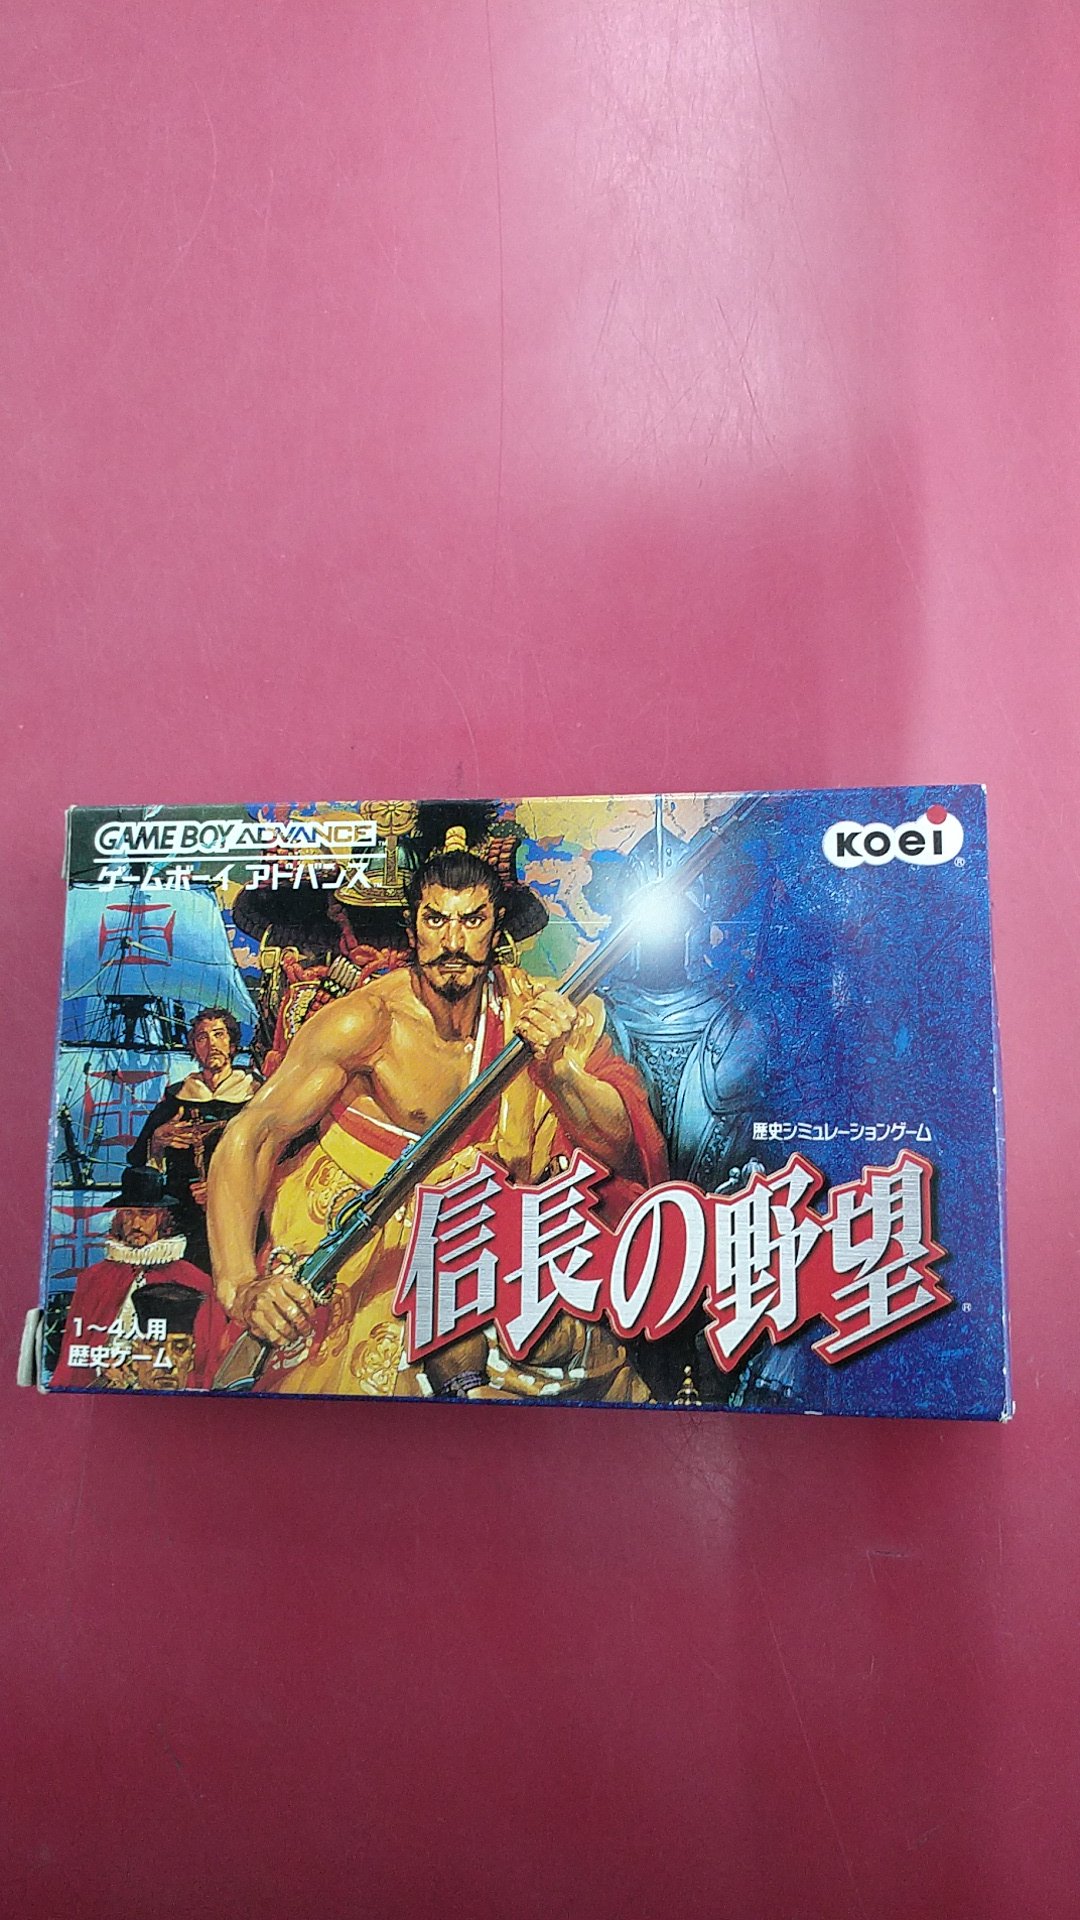 GAME BOY ADVANCE
ゲームボーイ アドバンス
KOEI
®
歴史シミュレーションゲーム
信長の野望
®
1〜4人用
歴史ゲーム